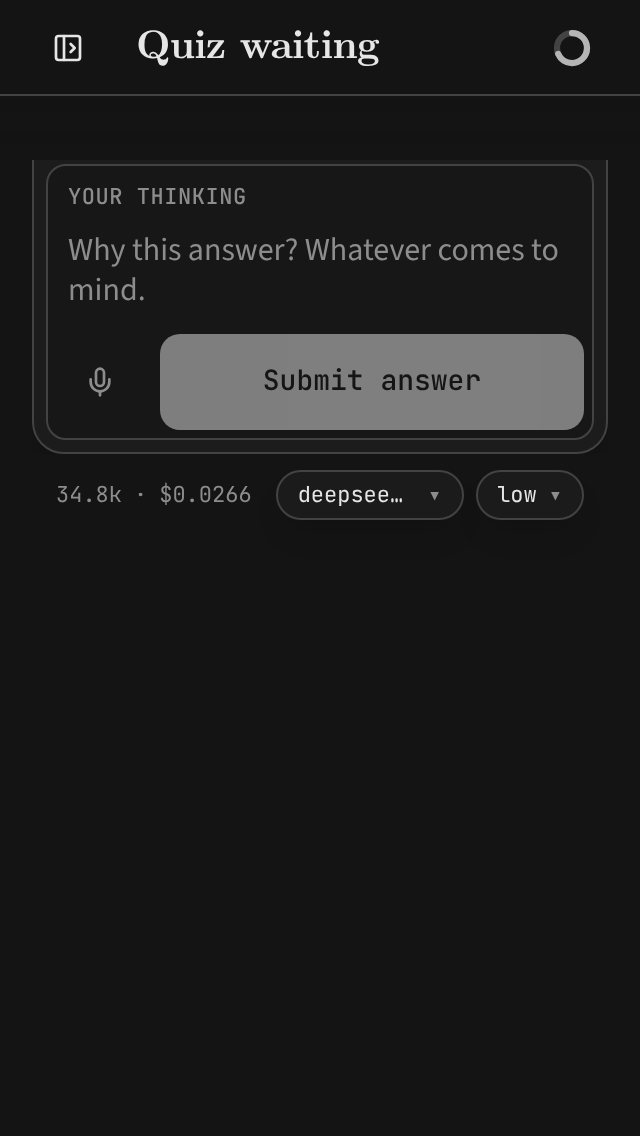 Quiz waiting
YOUR THINKING
Why this answer? Whatever comes to
mind.
Submit answer
34.8k · $0.0266
deepsee…
low